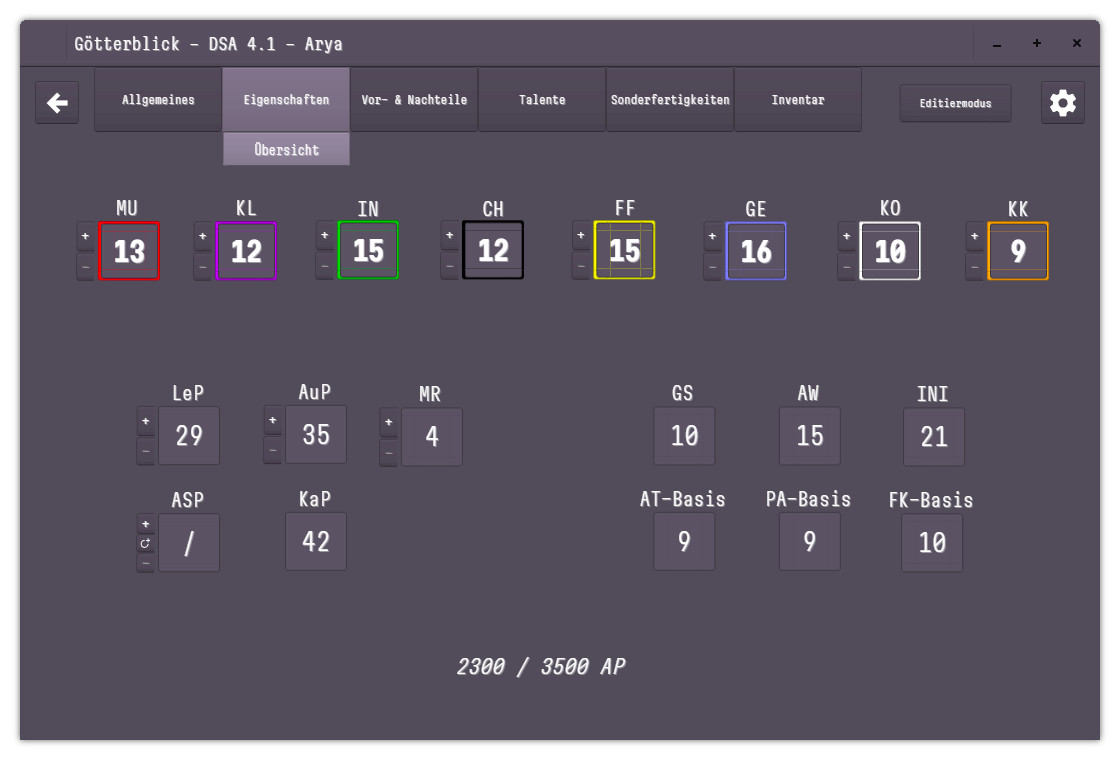 Götterblick - DSA 4.1 - Arya
Allgemeines Eigenschaften Vor- & Nachteile Talente Sonderfertigkeiten Inventar Editiermodus
Übersicht
MU KL IN CH FF GE KO KK
+ + + + + + + +
13 12 15 12 15 16 10 9
- - - - - - - -
LeP AuP MR GS AW INI
+ + +
29 35 4 10 15 21
- - -
ASP KaP AT-Basis PA-Basis FK-Basis
+
/ 42 9 9 10
-
2300 / 3500 AP